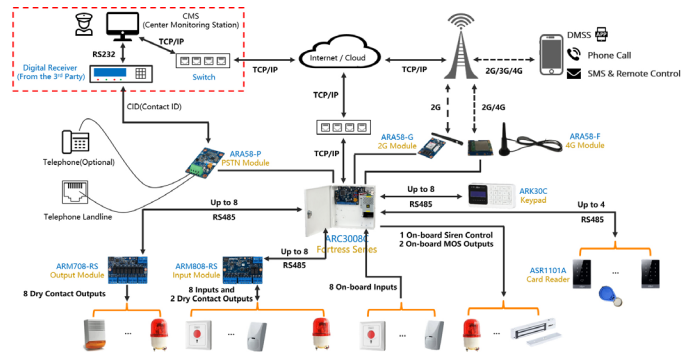 CMS
(Center Monitoring Station)
TCP/IP
RS232
Digital Receiver
(From the 3rd Party)
Switch
TCP/IP
Internet / Cloud
TCP/IP
2G/3G/4G
DMSS
APP
Phone Call
SMS & Remote Control
CID(Contact ID)
TCP/IP
2G
2G/4G
Telephone(Optional)
ARA58-P
PSTN Module
TCP/IP
ARA58-G
2G Module
ARA58-F
4G Module
Telephone Landline
Up to 8
RS485
ARC3008C
Fortress Series
Up to 8
RS485
ARK30C
Keypad
Up to 4
RS485
1 On-board Siren Control
2 On-board MOS Outputs
ARM708-RS
Output Module
ARM808-RS
Input Module
Up to 8
RS485
ASR1101A
Card Reader
8 Dry Contact Outputs
8 Inputs and
2 Dry Contact Outputs
8 On-board Inputs
...
...
...
...
...